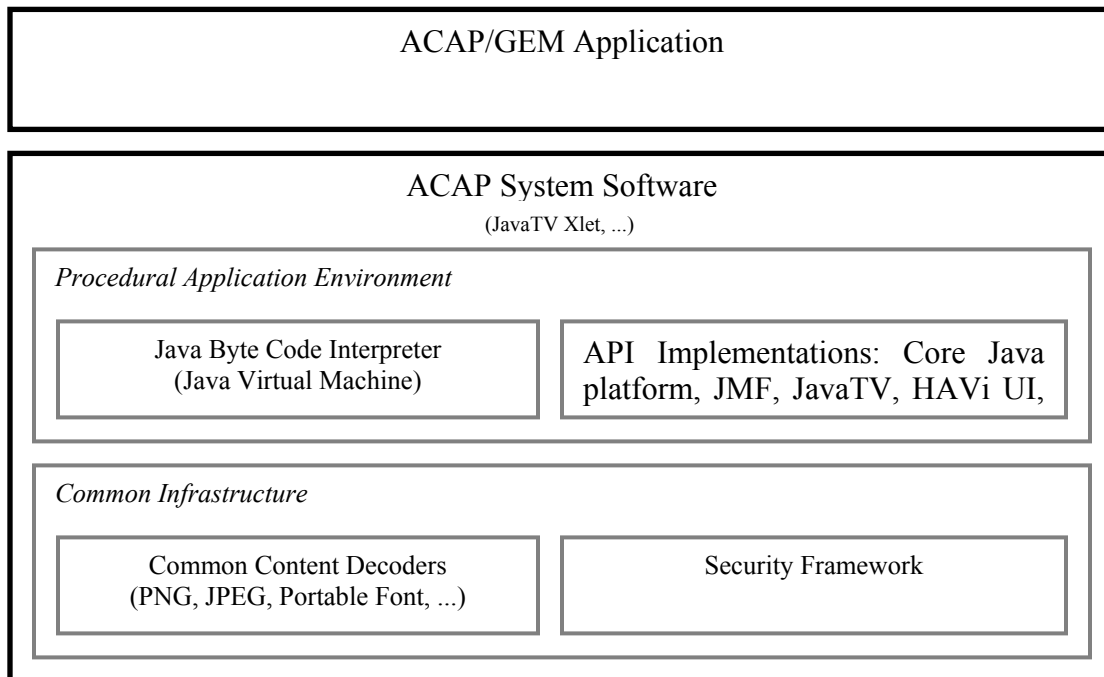 ACAP/GEM Application
ACAP System Software
(JavaTV Xlet, ...)
Procedural Application Environment
Java Byte Code Interpreter
(Java Virtual Machine)
API Implementations: Core Java
platform, JMF, JavaTV, HAVi UI,
Common Infrastructure
Common Content Decoders
(PNG, JPEG, Portable Font, ...)
Security Framework